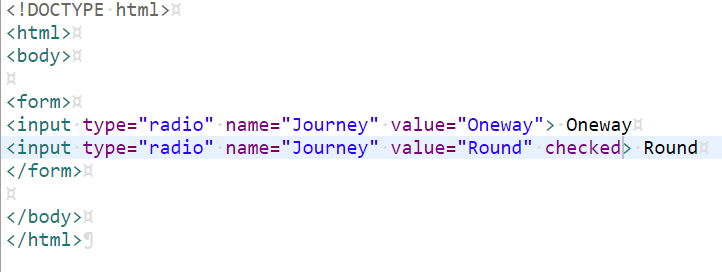 <!DOCTYPE html>
<html>
<body>

<form>
<input type="radio" name="Journey" value="Oneway"> Oneway
<input type="radio" name="Journey" value="Round" checked> Round
</form>

</body>
</html>